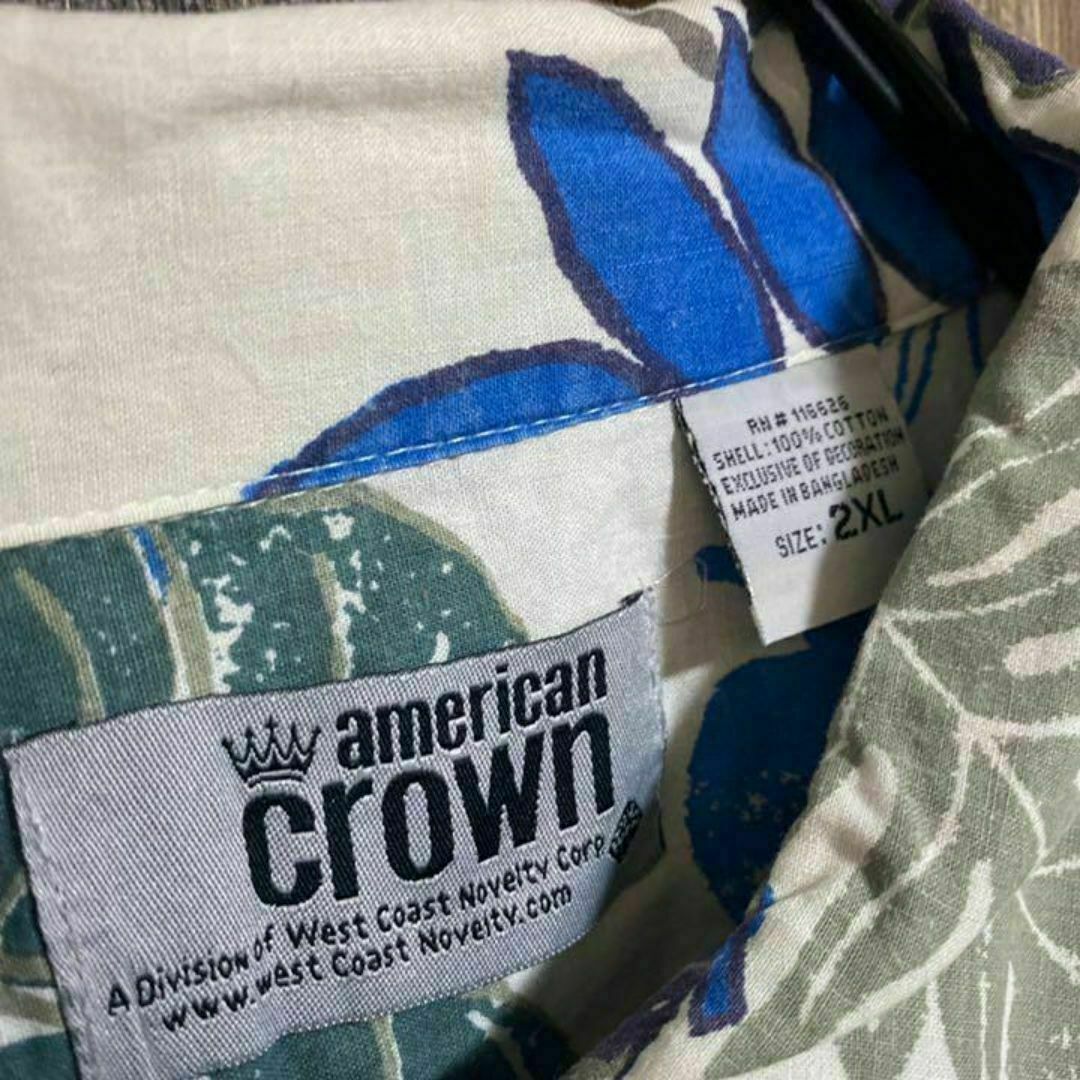 RN # 116626
SHELL: 100% COTTON
EXCLUSIVE OF DECORATION
MADE IN BANGLADESH
SIZE: 2XL
american
crown
A Division of West Coast Novelty Corp.
www.west Coast Novelty.com